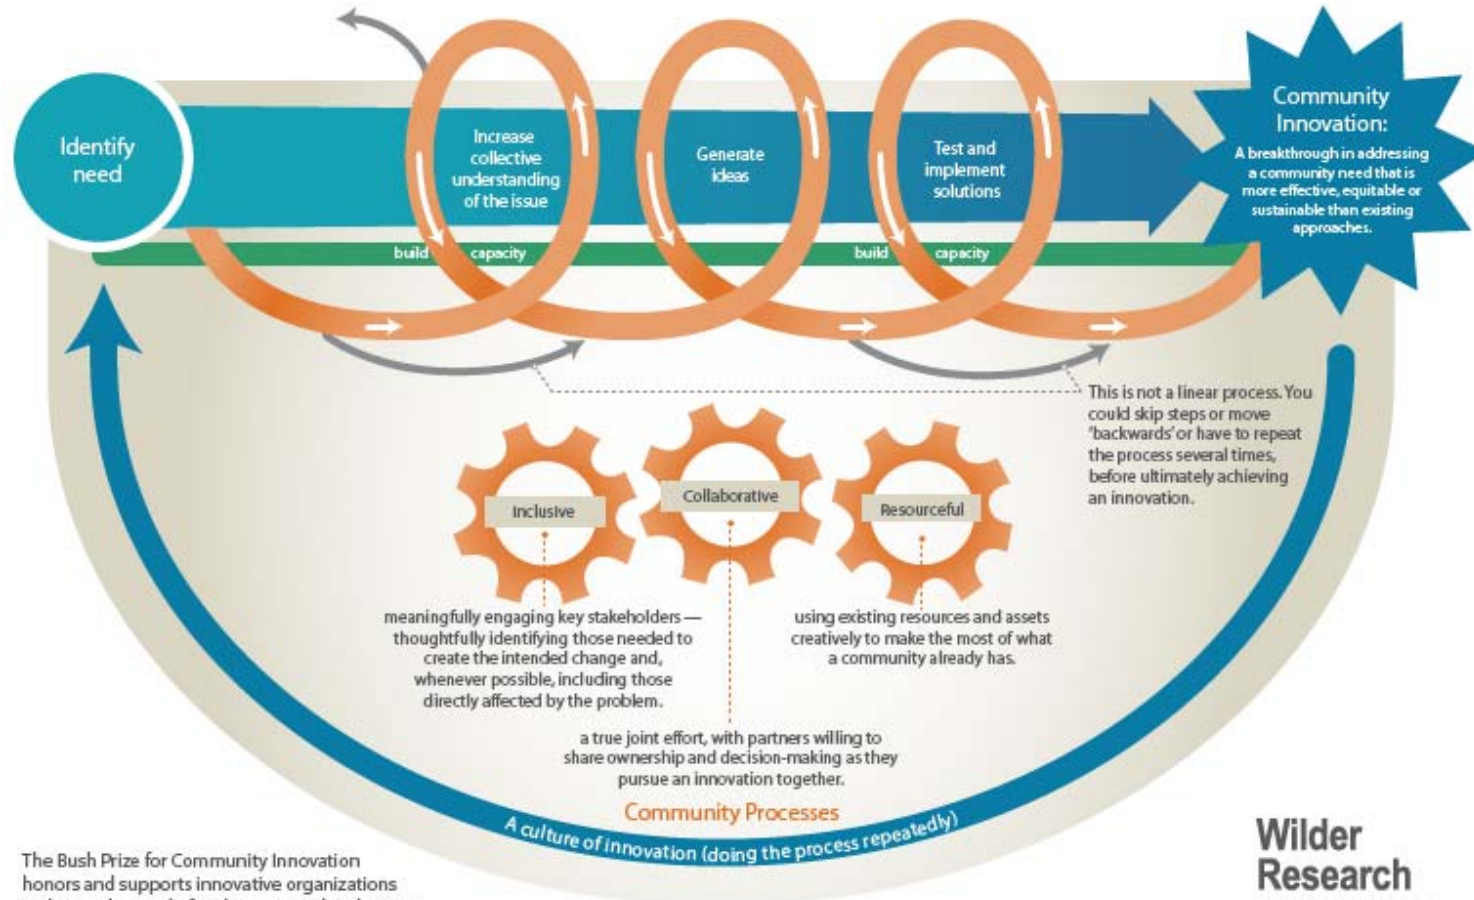 Identify
need
Increase
collective
understanding
of the issue
Generate
ideas
Test and
implement
solutions
Community
Innovation:
A breakthrough in addressing
a community need that is
more effective, equitable or
sustainable than existing
approaches.
build capacity
build capacity
This is not a linear process. You
could skip steps or move
'backwards' or have to repeat
the process several times,
before ultimately achieving
an innovation.
Inclusive
Collaborative
Resourceful
meaningfully engaging key stakeholders —
thoughtfully identifying those needed to
create the intended change and,
whenever possible, including those
directly affected by the problem.
using existing resources and assets
creatively to make the most of what
a community already has.
a true joint effort, with partners willing to
share ownership and decision-making as they
pursue an innovation together.
Community Processes
A culture of innovation (doing the process repeatedly)
The Bush Prize for Community Innovation
honors and supports innovative organizations
Wilder
Research